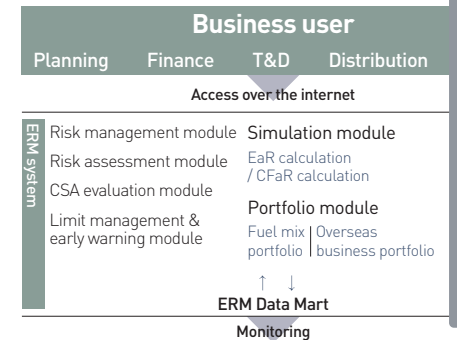 Business user
Planning Finance T&D Distribution
Access over the internet
ERM system
Risk management module
Risk assessment module
CSA evaluation module
Limit management &
early warning module
Simulation module
EaR calculation
/ CFaR calculation
Portfolio module
Fuel mix
portfolio
Overseas
business portfolio
↑ ↓
ERM Data Mart
Monitoring